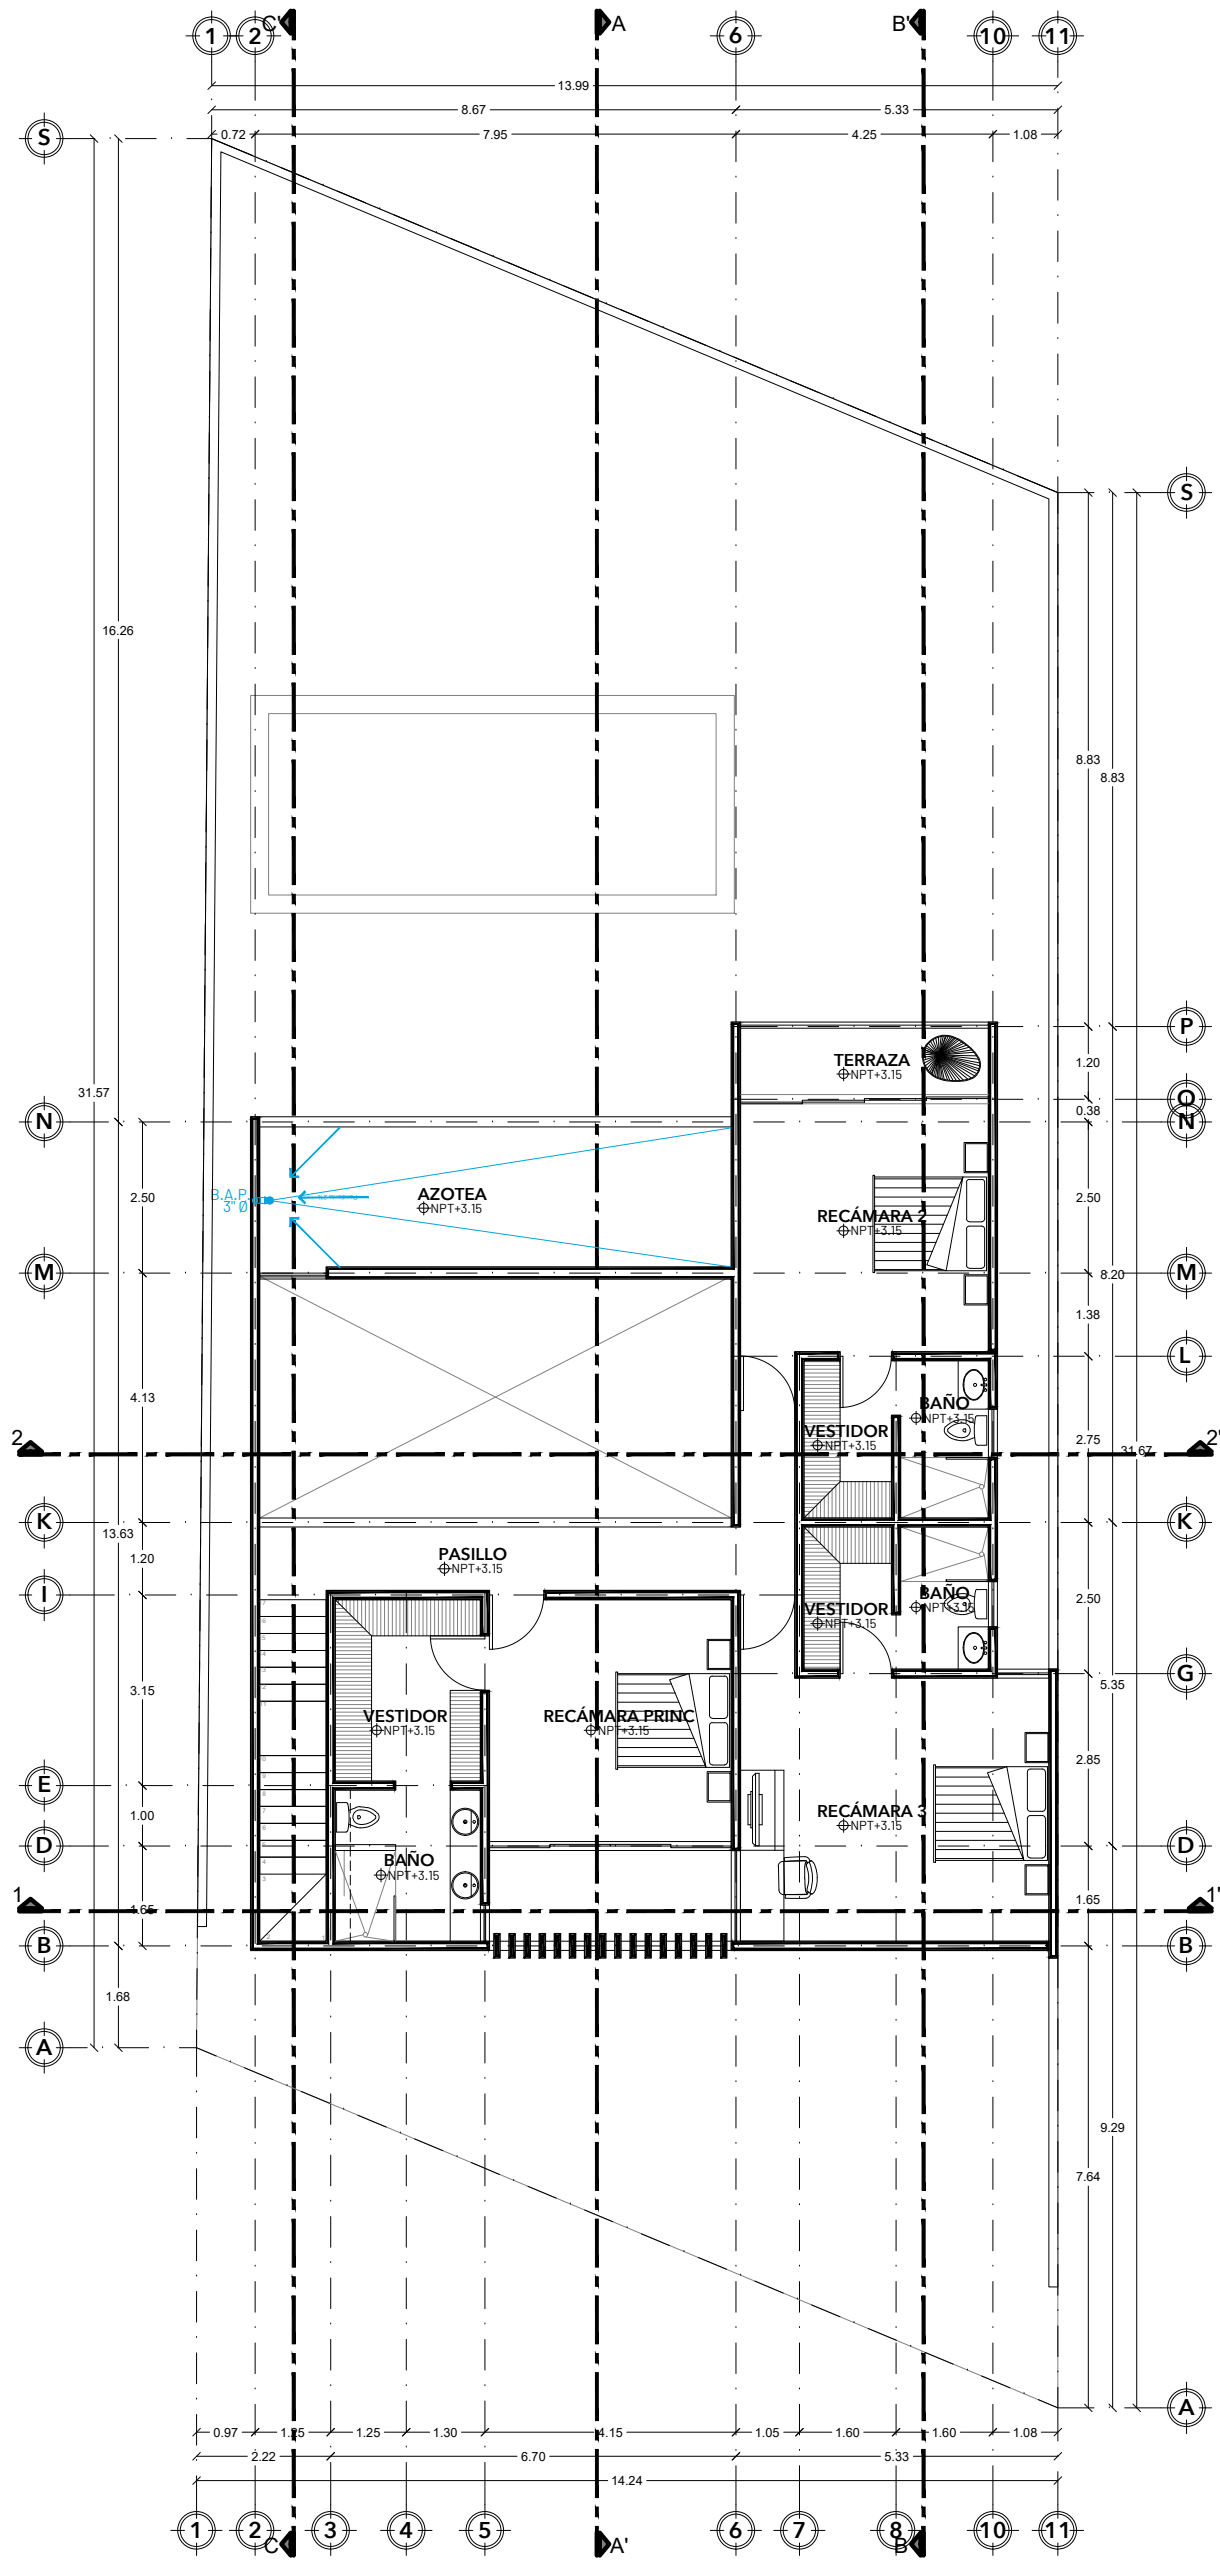 C' A B'
1 2 6 10 11
13.99
8.67 5.33
0.72 7.95 4.25 1.08
S
S
16.26
8.83
8.83
31.57
P
TERRAZA
NPT+3.15
1.20
O
0.38
N
N
B.A.P.
3" Ø
AZOTEA
NPT+3.15
2.50
2.50
RECÁMARA 2
NPT+3.15
M
M
8.20
1.38
L
4.13
BAÑO
NPT+3.15
VESTIDOR
NPT+3.15
2.75
31.67
2
2'
K
K
13.63
1.20
PASILLO
NPT+3.15
I
BAÑO
NPT+3.15
VESTIDOR
NPT+3.15
2.50
G
5.35
3.15
VESTIDOR
NPT+3.15
RECÁMARA PRINC
NPT+3.15
E
2.85
1.00
RECÁMARA 3
NPT+3.15
D
D
BAÑO
NPT+3.15
1.65
1.65
1
1'
B
B
1.68
A
9.29
7.64
A
0.97 1.25 1.25 1.30 4.15 1.05 1.60 1.60 1.08
2.22 6.70 5.33
14.24
1 2 3 4 5 6 7 8 10 11
C A' B